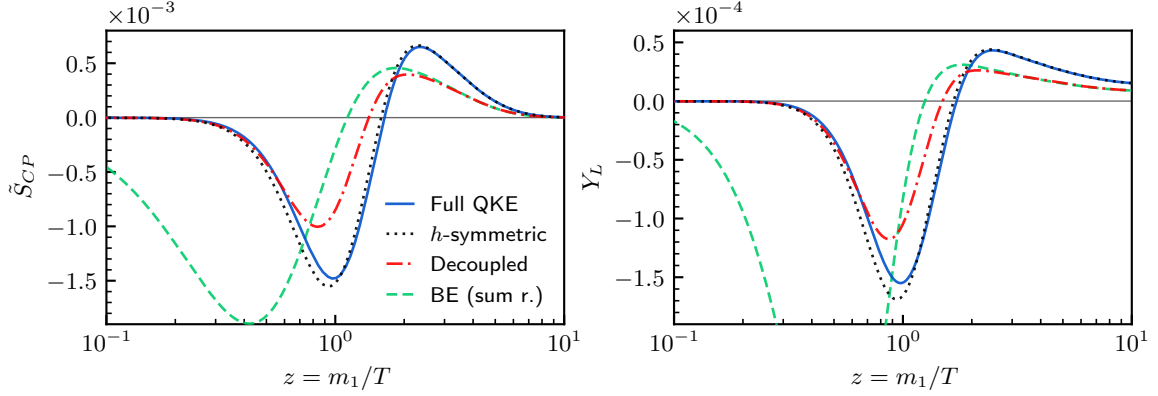 ×10⁻³
0.5
0.0
−0.5
−1.0
−1.5
S̃_CP
Full QKE
h-symmetric
Decoupled
BE (sum r.)
10⁻¹ 10⁰ 10¹
z = m₁/T
×10⁻⁴
0.5
0.0
−0.5
−1.0
−1.5
Y_L
10⁻¹ 10⁰ 10¹
z = m₁/T